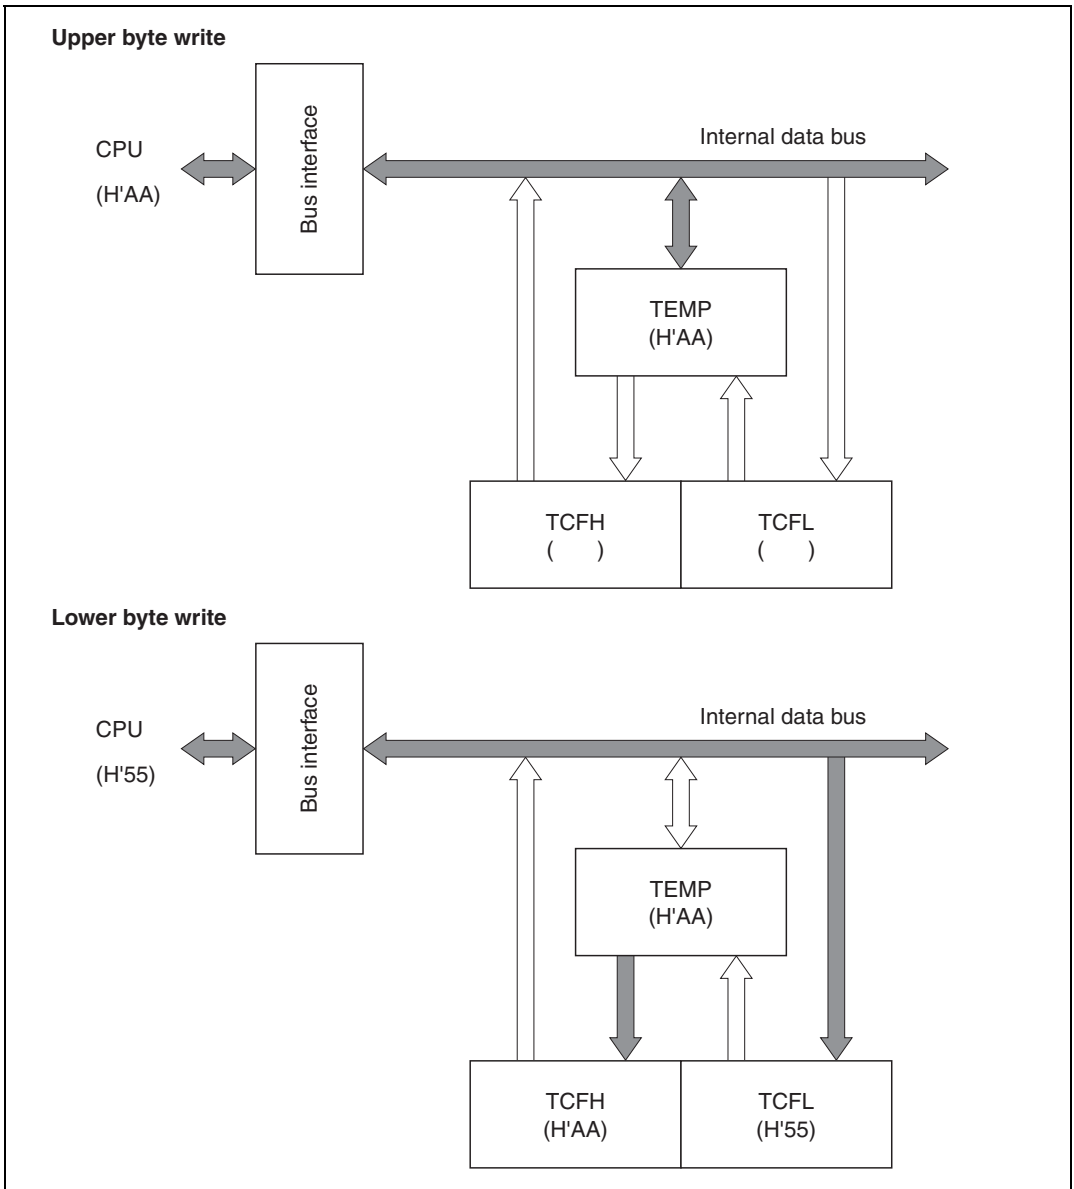 Upper byte write
Bus interface
Internal data bus
CPU
(H'AA)
TEMP
(H'AA)
TCFH
( )
TCFL
( )
Lower byte write
Bus interface
Internal data bus
CPU
(H'55)
TEMP
(H'AA)
TCFH
(H'AA)
TCFL
(H'55)